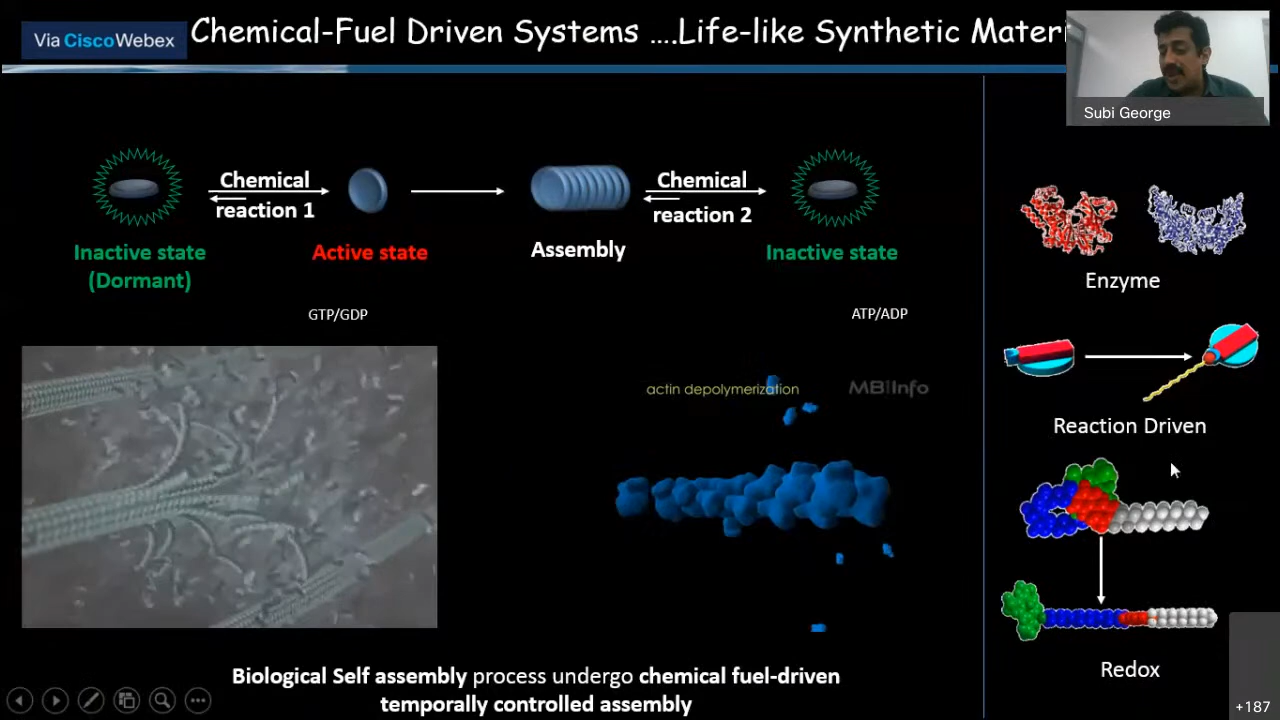 Via Cisco Webex
Chemical-Fuel Driven Systems ....Life-like Synthetic
Subi George
Chemical
reaction 1
Chemical
reaction 2
Inactive state
(Dormant)
Active state
Assembly
Inactive state
GTP/GDP
ATP/ADP
actin depolymerization
MBInfo
Enzyme
Reaction Driven
Redox
Biological Self assembly process undergo chemical fuel-driven
temporally controlled assembly
+187